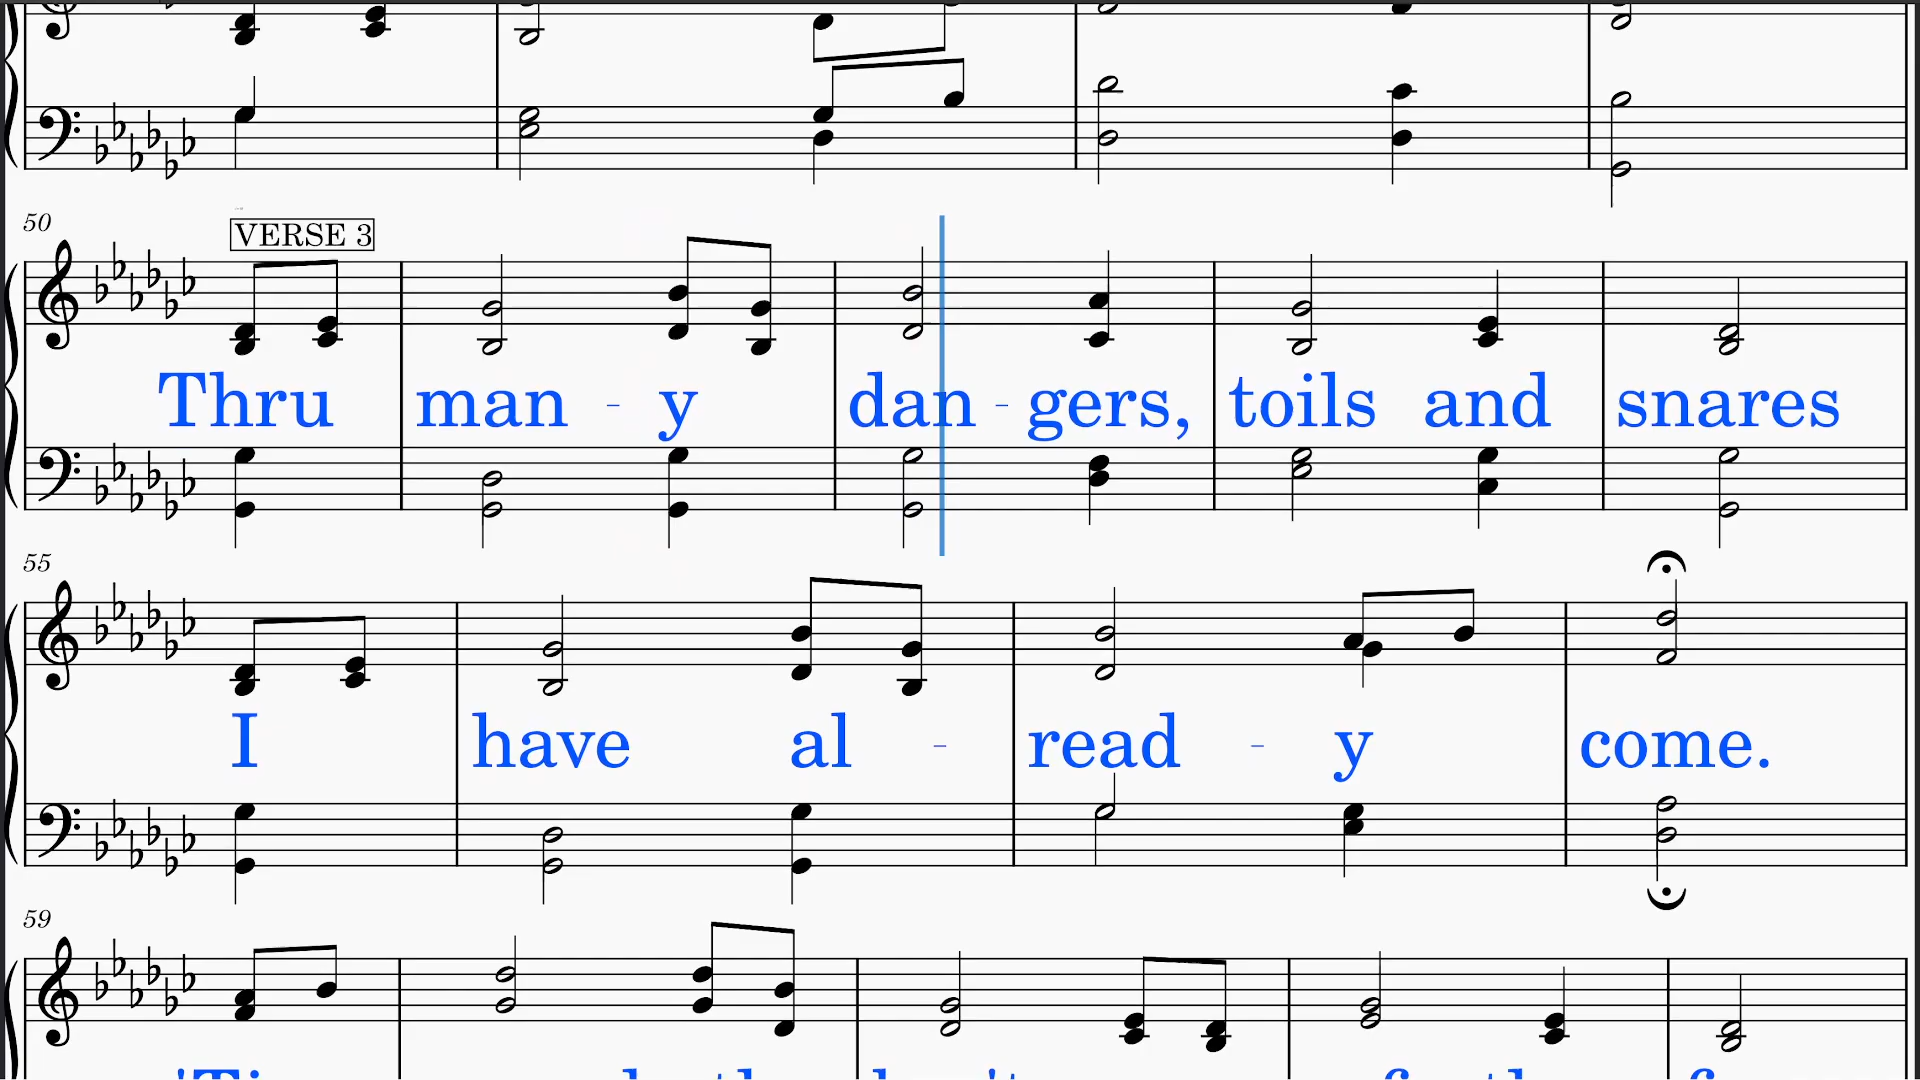 50
VERSE 3
Thru man - y dan - gers, toils and snares
55
I have al - read - y come.
59